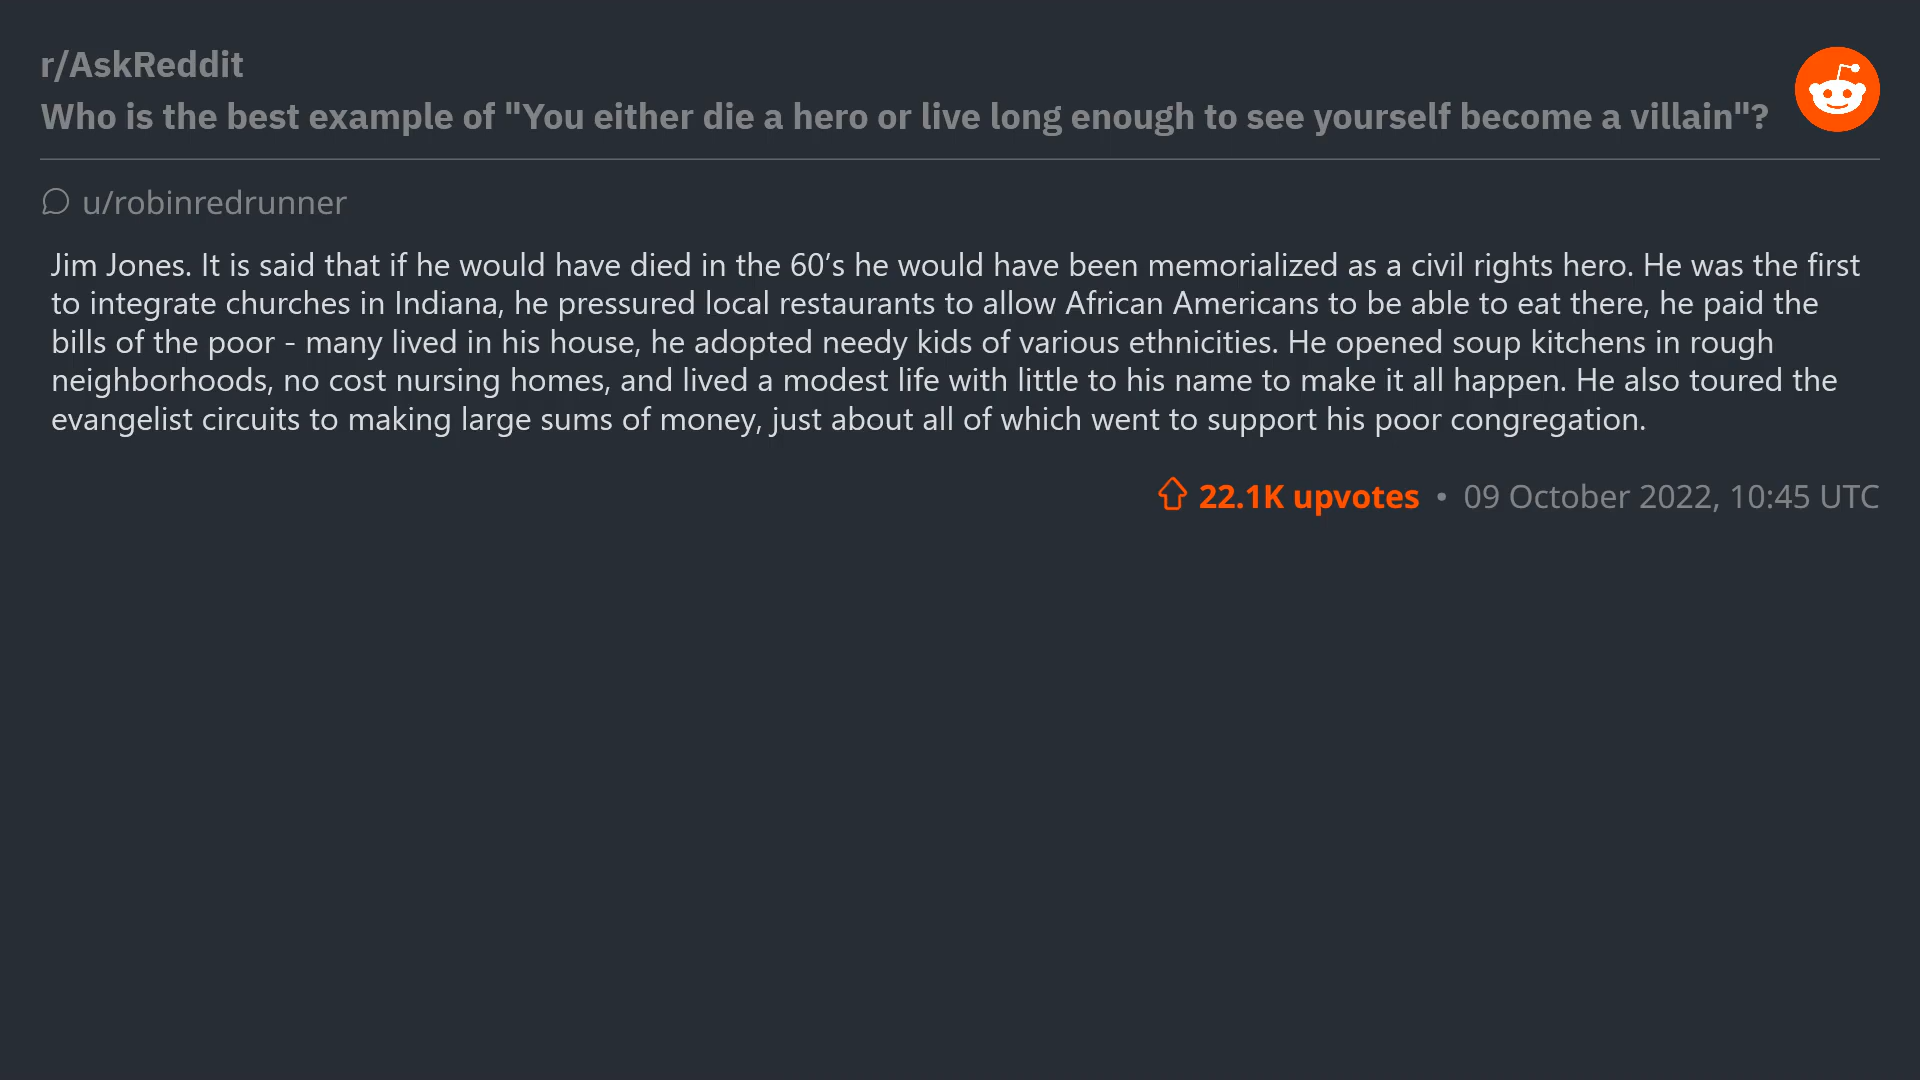 r/AskReddit
Who is the best example of "You either die a hero or live long enough to see yourself become a villain"?
u/robinredrunner
Jim Jones. It is said that if he would have died in the 60’s he would have been memorialized as a civil rights hero. He was the first
to integrate churches in Indiana, he pressured local restaurants to allow African Americans to be able to eat there, he paid the
bills of the poor - many lived in his house, he adopted needy kids of various ethnicities. He opened soup kitchens in rough
neighborhoods, no cost nursing homes, and lived a modest life with little to his name to make it all happen. He also toured the
evangelist circuits to making large sums of money, just about all of which went to support his poor congregation.
22.1K upvotes • 09 October 2022, 10:45 UTC